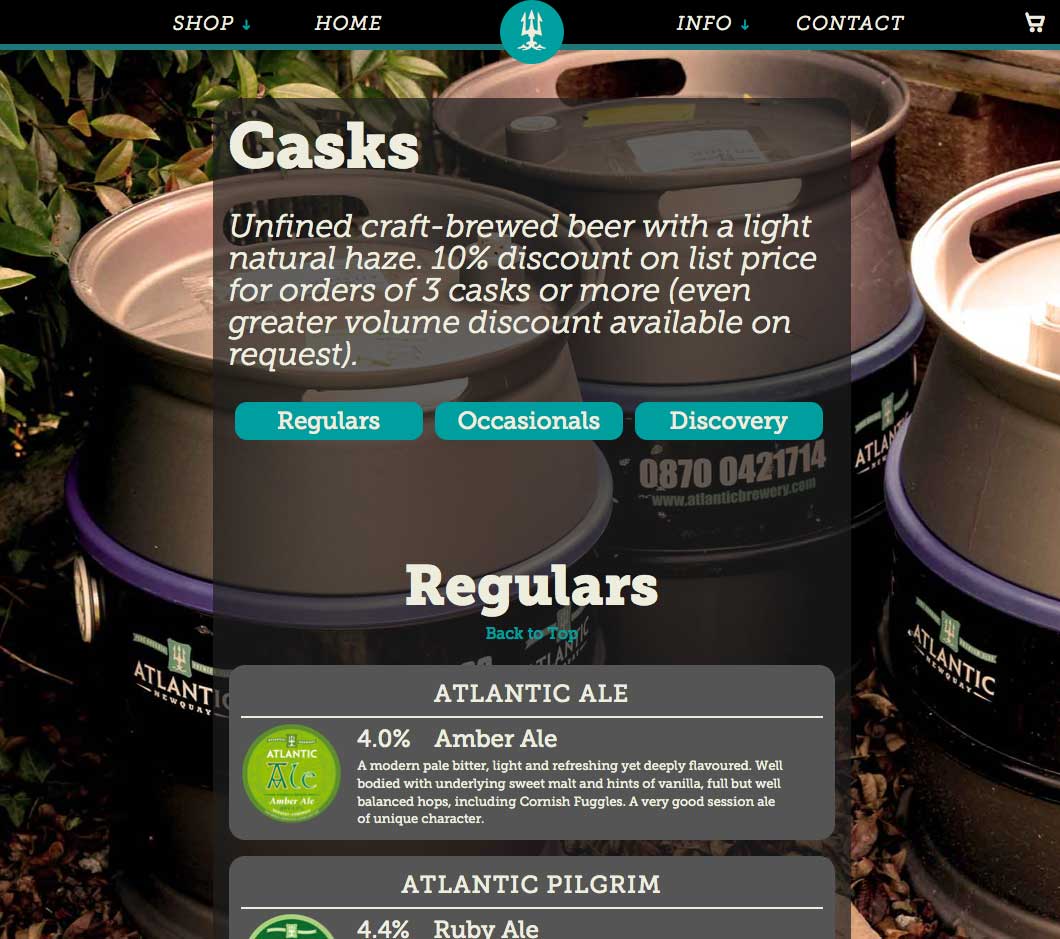 SHOP ↓ HOME INFO ↓ CONTACT
Casks
Unfined craft-brewed beer with a light
natural haze. 10% discount on list price
for orders of 3 casks or more (even
greater volume discount available on
request).
Regulars Occasionals Discovery
0870 0421714
www.atlanticbrewery.com
ATLANTIC
Regulars
Back to Top
ATLANTIC
NEWQUAY
ATLANTIC
NEWQUAY
ATLANTIC ALE
4.0% Amber Ale
ATLANTIC
Ale
Amber Ale
A modern pale bitter, light and refreshing yet deeply flavoured. Well
bodied with underlying sweet malt and hints of vanilla, full but well
balanced hops, including Cornish Fuggles. A very good session ale
of unique character.
ATLANTIC PILGRIM
4.4% Ruby Ale